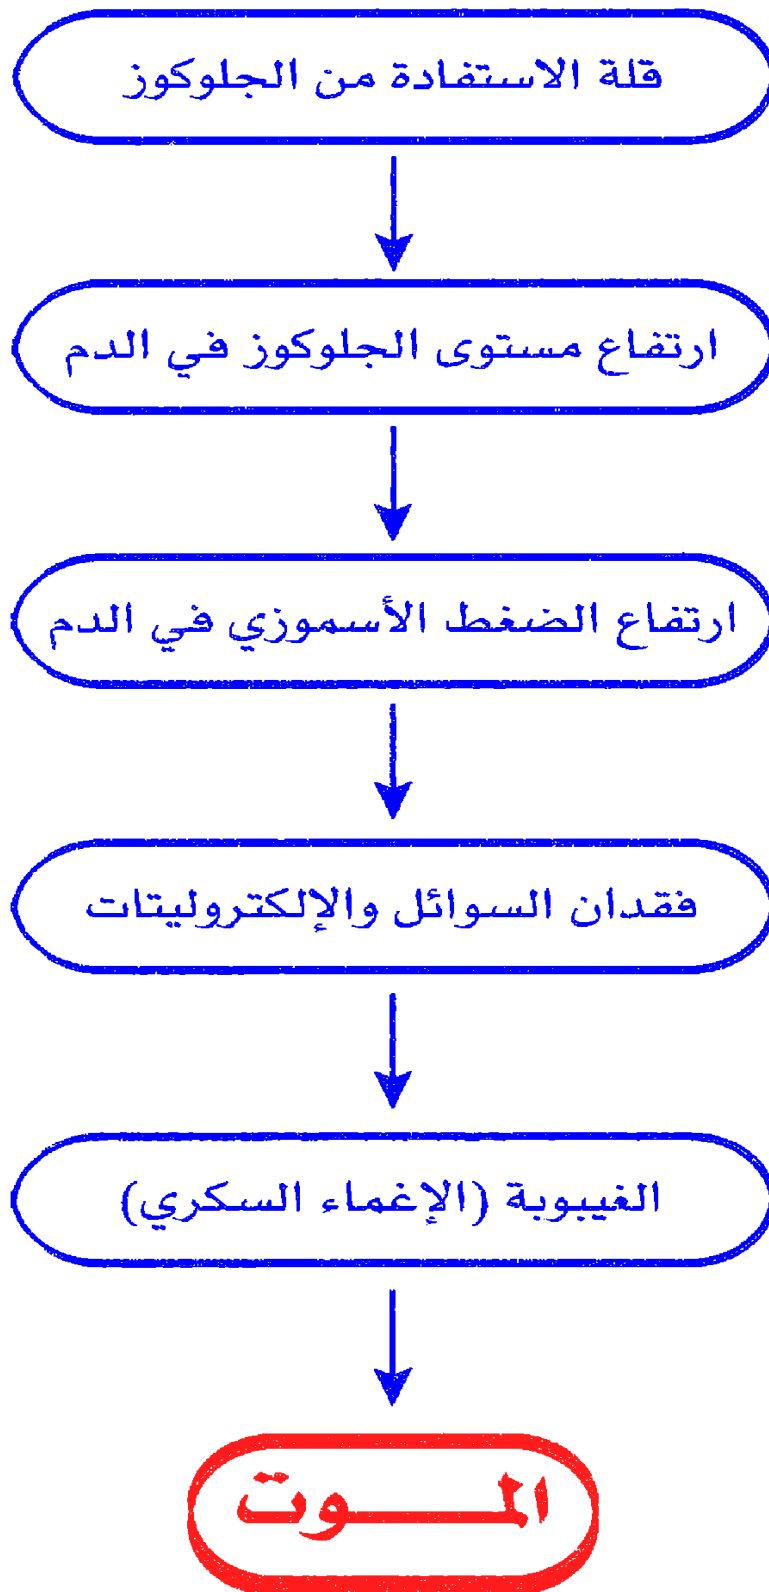 قلة الاستفادة من الجلوكوز
ارتفاع مستوى الجلوكوز في الدم
ارتفاع الضغط الأسموزي في الدم
فقدان السوائل والإلكتروليتات
الغيبوبة (الإغماء السكري)
المـــوت